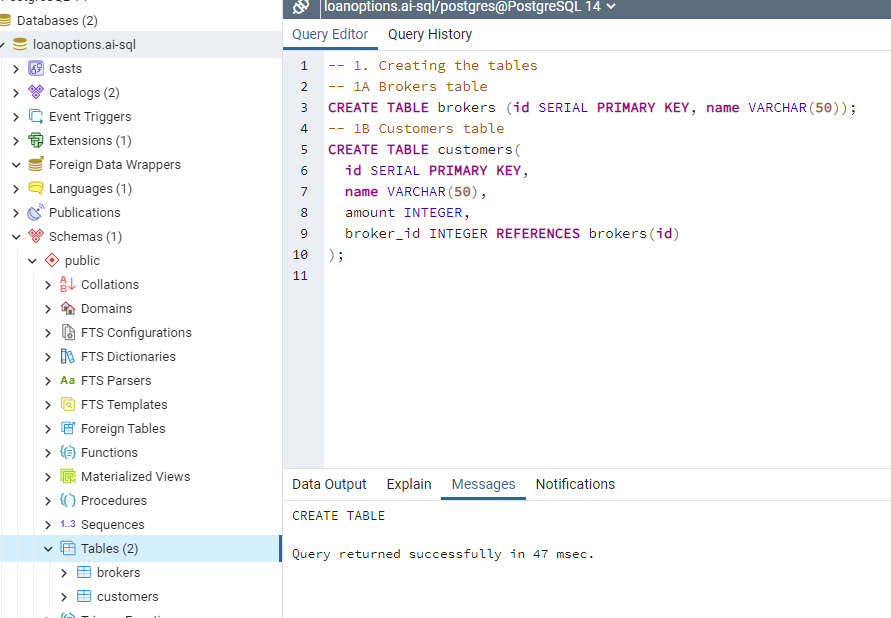 Databases (2)
loanoptions.ai-sql
Casts
Catalogs (2)
Event Triggers
Extensions (1)
Foreign Data Wrappers
Languages (1)
Publications
Schemas (1)
public
Collations
Domains
FTS Configurations
FTS Dictionaries
Aa FTS Parsers
FTS Templates
Foreign Tables
Functions
Materialized Views
Procedures
1..3 Sequences
Tables (2)
brokers
customers
loanoptions.ai-sql/postgres@PostgreSQL 14
Query Editor Query History
1 -- 1. Creating the tables
2 -- 1A Brokers table
3 CREATE TABLE brokers (id SERIAL PRIMARY KEY, name VARCHAR(50));
4 -- 1B Customers table
5 CREATE TABLE customers(
6 id SERIAL PRIMARY KEY,
7 name VARCHAR(50),
8 amount INTEGER,
9 broker_id INTEGER REFERENCES brokers(id)
10 );
11
Data Output Explain Messages Notifications
CREATE TABLE
Query returned successfully in 47 msec.